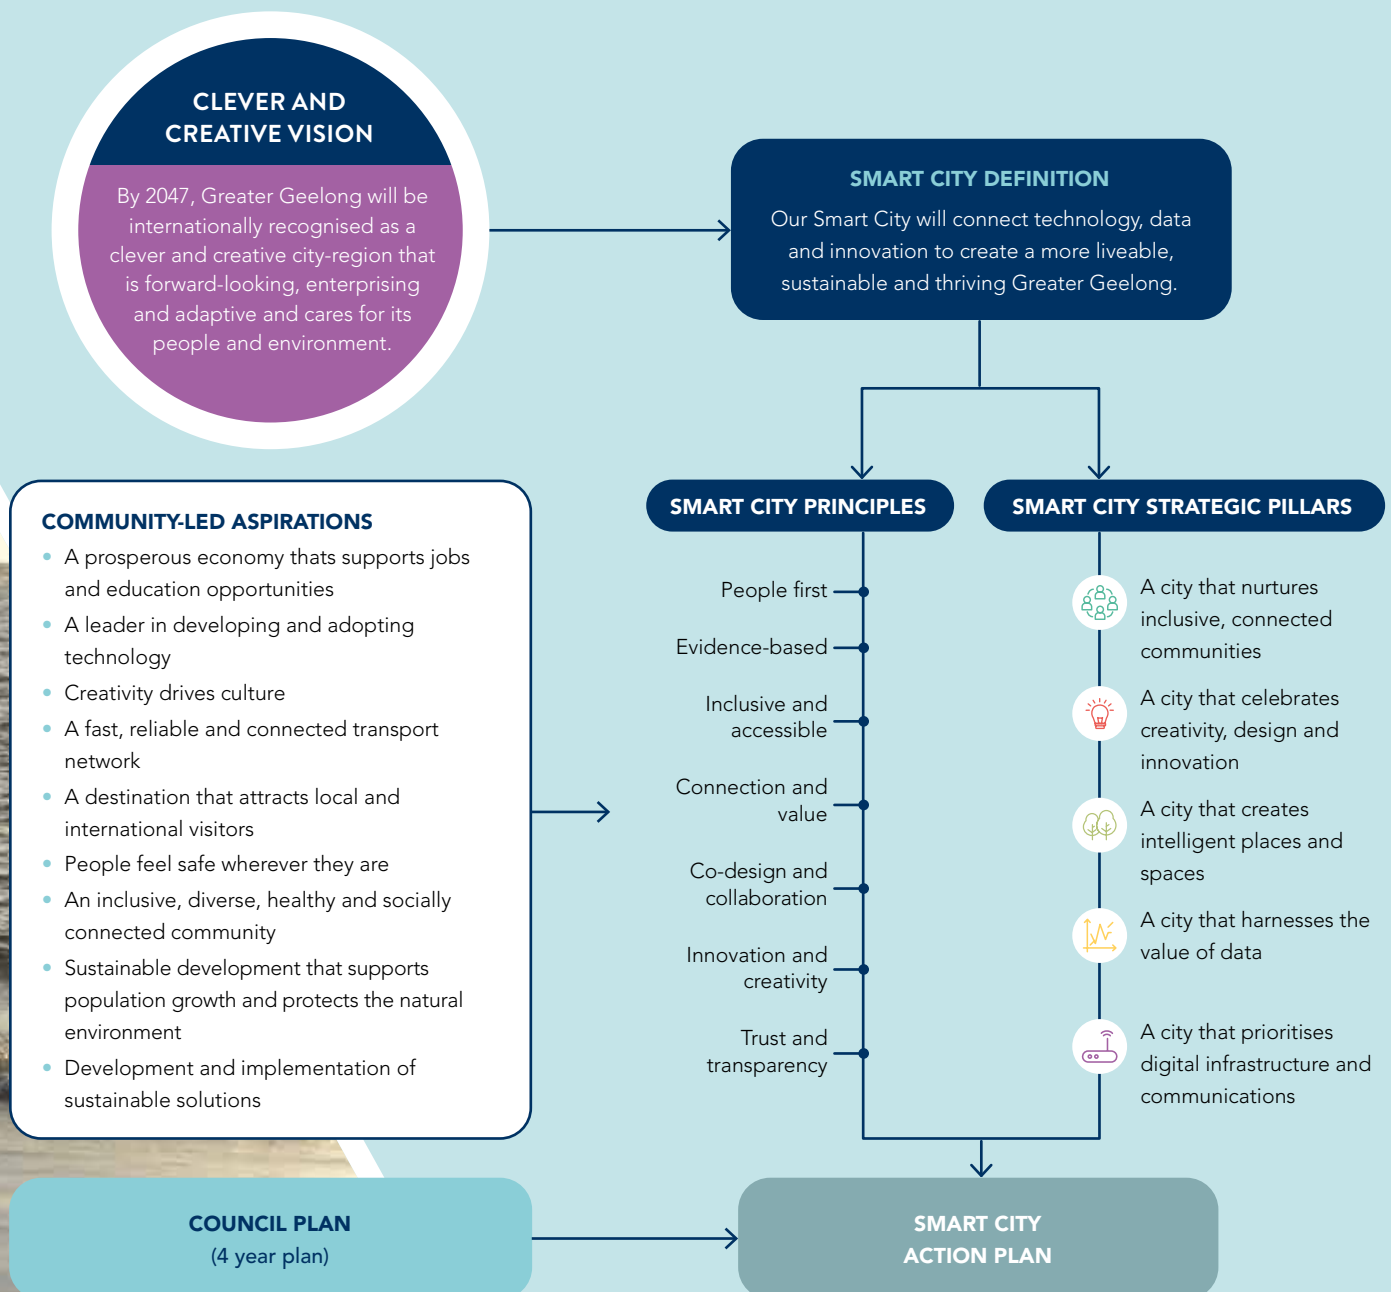 CLEVER AND
CREATIVE VISION
By 2047, Greater Geelong will be
internationally recognised as a
clever and creative city-region that
is forward-looking, enterprising
and adaptive and cares for its
people and environment.
SMART CITY DEFINITION
Our Smart City will connect technology, data
and innovation to create a more liveable,
sustainable and thriving Greater Geelong.
COMMUNITY-LED ASPIRATIONS
• A prosperous economy thats supports jobs
and education opportunities
• A leader in developing and adopting
technology
• Creativity drives culture
• A fast, reliable and connected transport
network
• A destination that attracts local and
international visitors
• People feel safe wherever they are
• An inclusive, diverse, healthy and socially
connected community
• Sustainable development that supports
population growth and protects the natural
environment
• Development and implementation of
sustainable solutions
SMART CITY PRINCIPLES
People first
Evidence-based
Inclusive and
accessible
Connection and
value
Co-design and
collaboration
Innovation and
creativity
Trust and
transparency
SMART CITY STRATEGIC PILLARS
A city that nurtures
inclusive, connected
communities
A city that celebrates
creativity, design and
innovation
A city that creates
intelligent places and
spaces
A city that harnesses the
value of data
A city that prioritises
digital infrastructure and
communications
COUNCIL PLAN
(4 year plan)
SMART CITY
ACTION PLAN